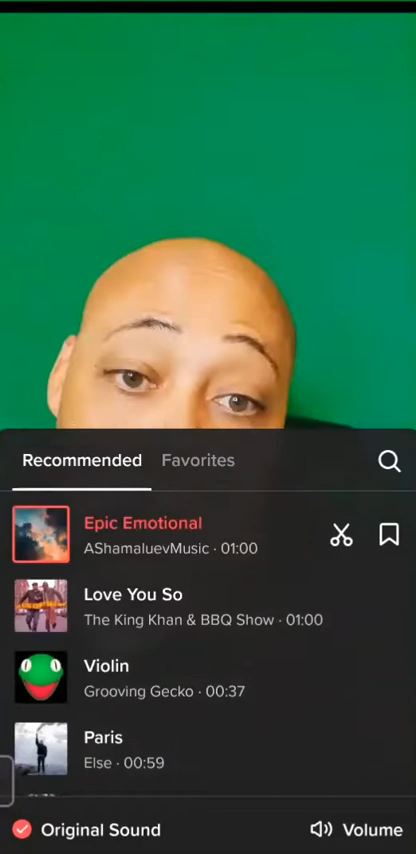 Recommended Favorites
Epic Emotional
AShamaluevMusic · 01:00
Love You So
The King Khan & BBQ Show · 01:00
Violin
Grooving Gecko · 00:37
Paris
Else · 00:59
Original Sound Volume